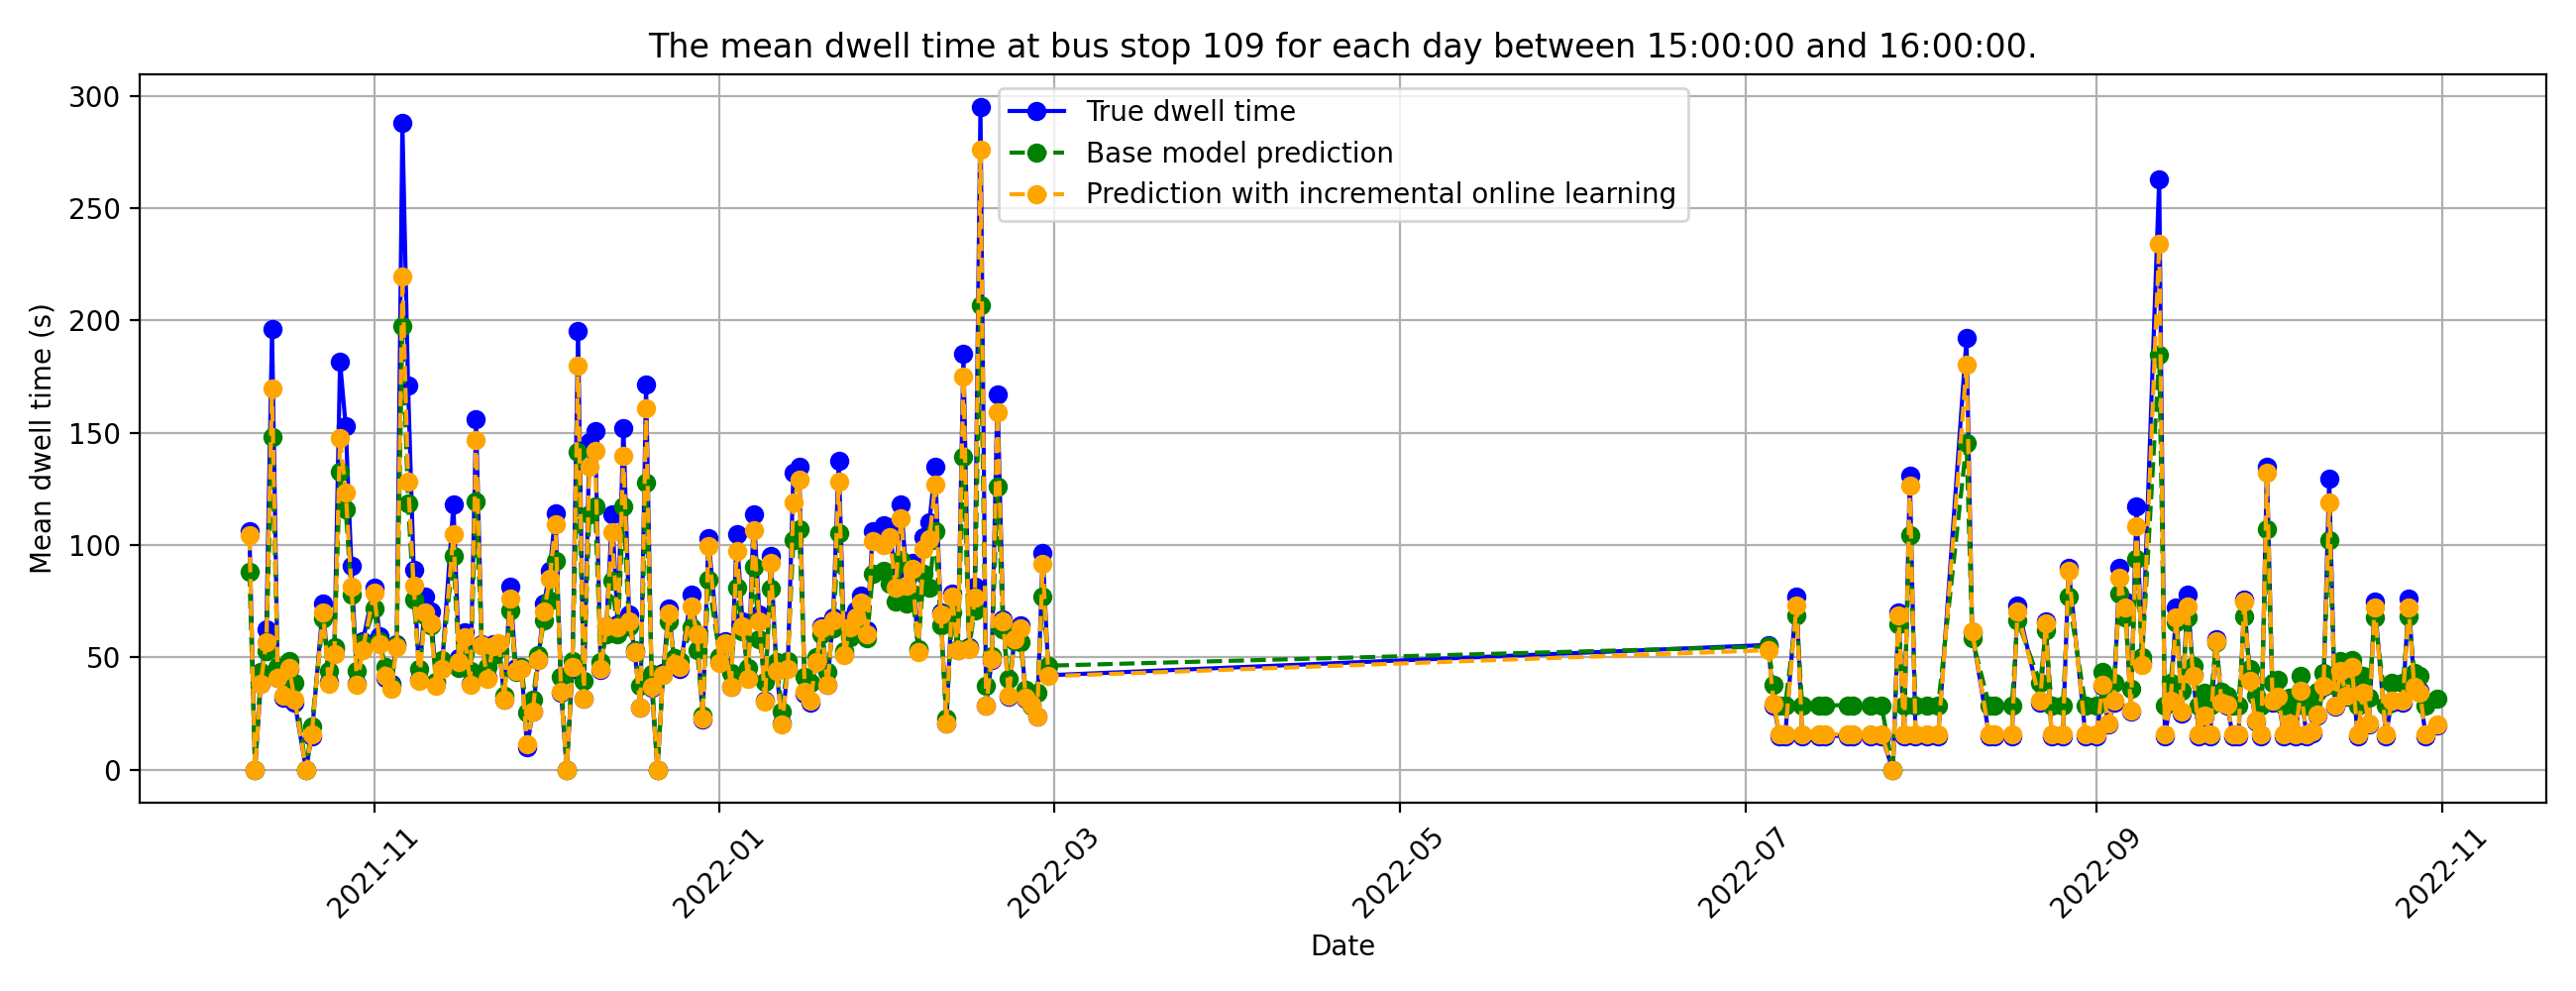 The mean dwell time at bus stop 109 for each day between 15:00:00 and 16:00:00.
True dwell time
Base model prediction
Prediction with incremental online learning
Mean dwell time (s)
300
250
200
150
100
50
0
2021-11
2022-01
2022-03
2022-05
2022-07
2022-09
2022-11
Date